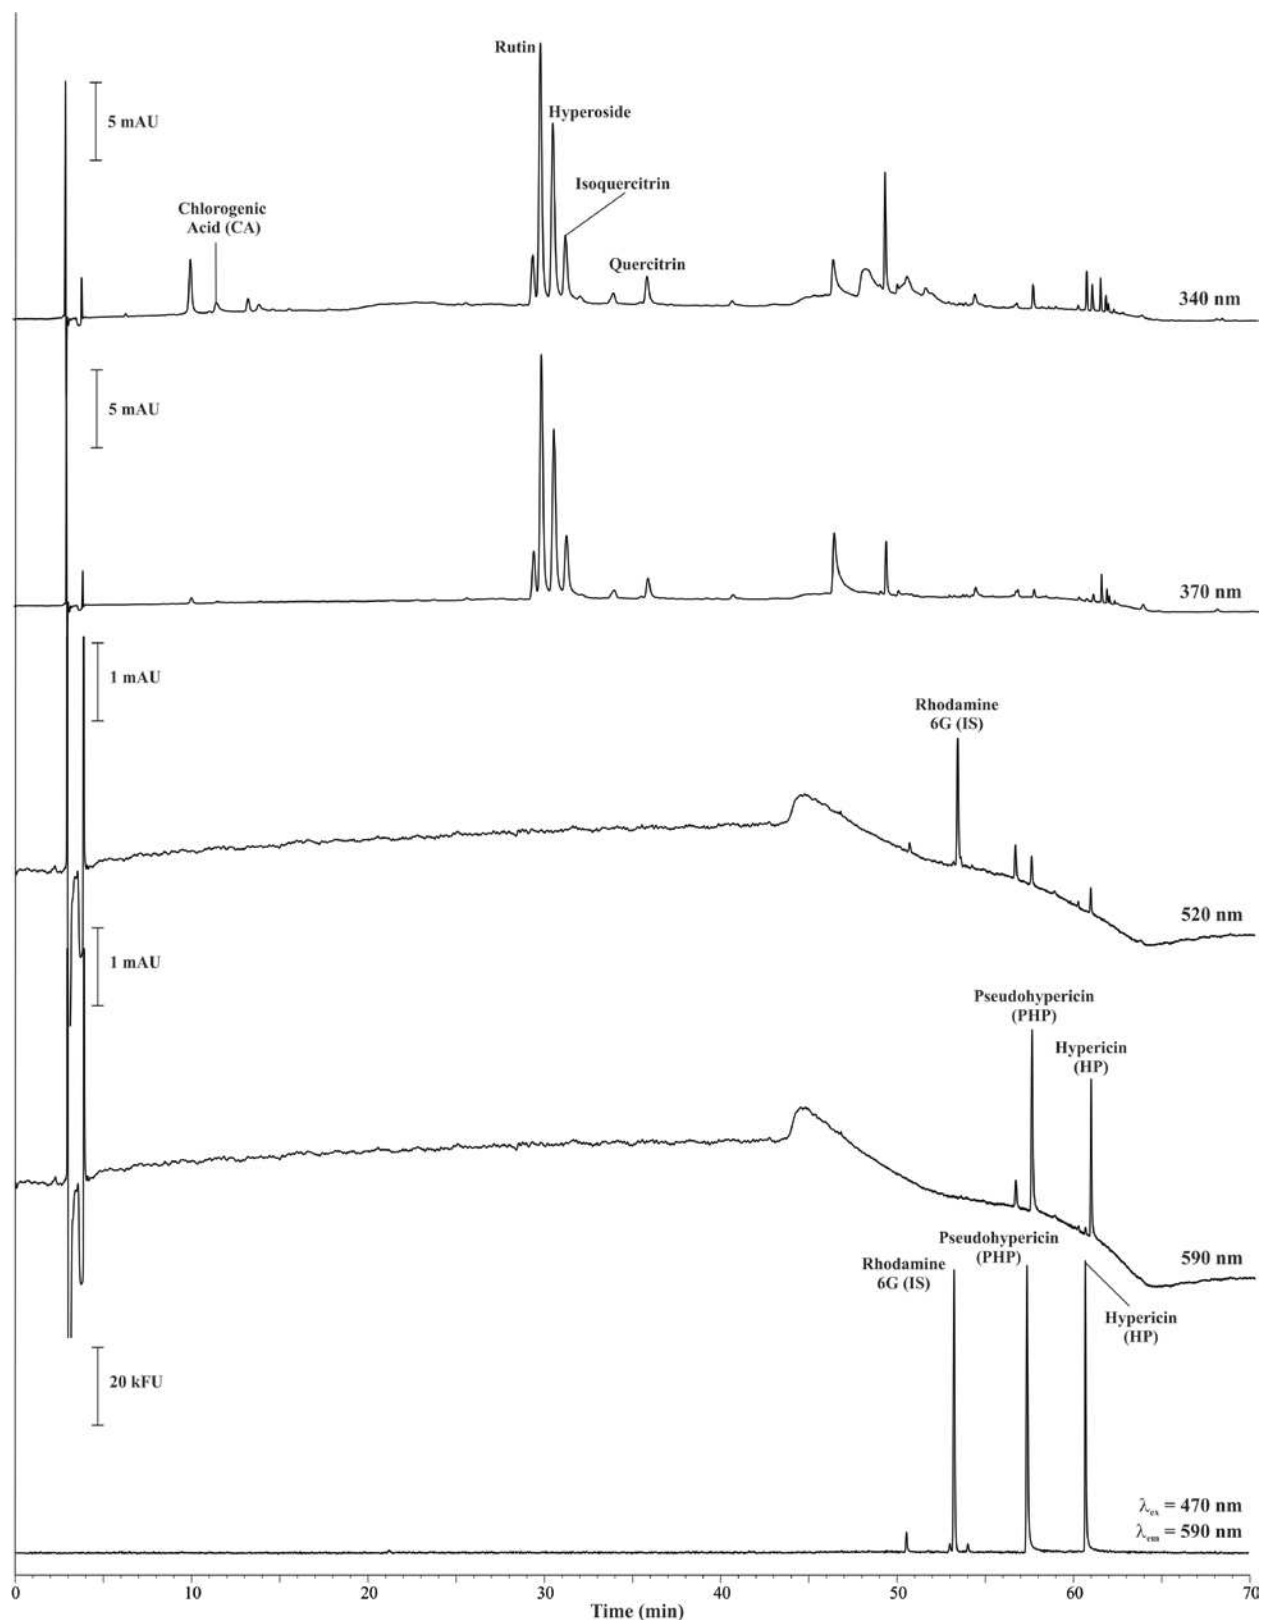 Rutin
5 mAU
Hyperoside
Isoquercitrin
Chlorogenic
Acid (CA)
Quercitrin
340 nm
5 mAU
370 nm
1 mAU
Rhodamine
6G (IS)
520 nm
1 mAU
Pseudohypericin
(PHP)
Hypericin
(HP)
590 nm
Pseudohypericin
(PHP)
Rhodamine
6G (IS)
Hypericin
(HP)
20 kFU
λex = 470 nm
λem = 590 nm
0 10 20 30 40 50 60 70
Time (min)